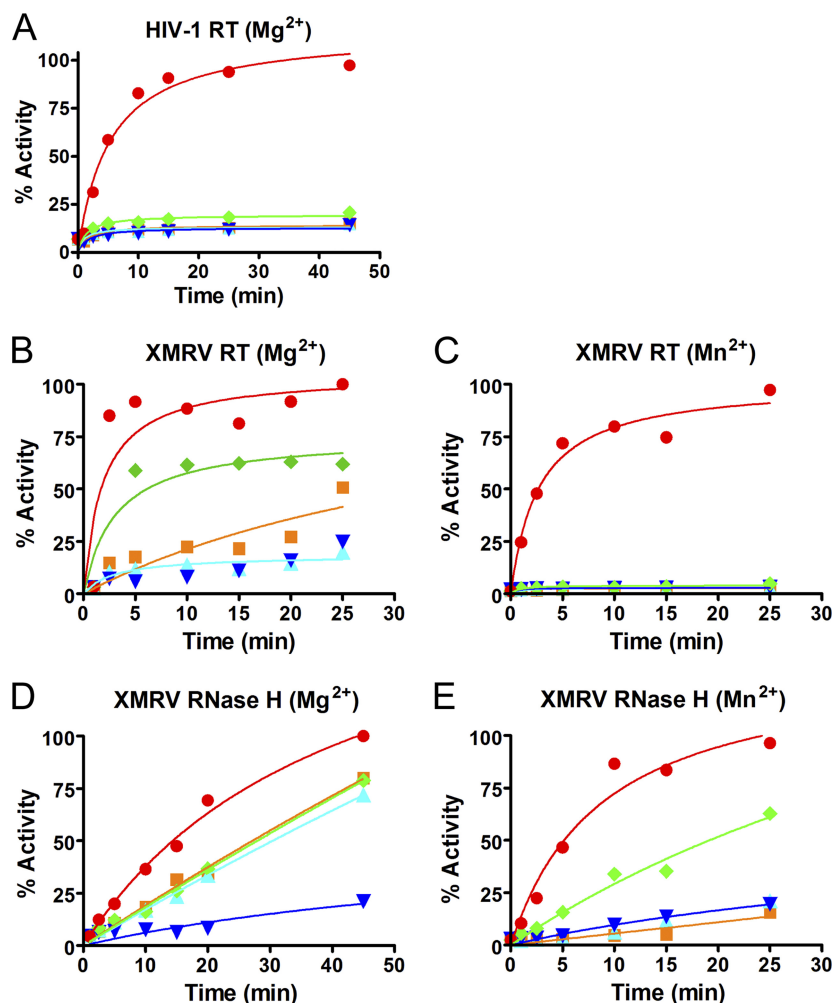 A
HIV-1 RT (Mg2+)
% Activity
100
75
50
25
0
0 10 20 30 40 50
Time (min)
B
XMRV RT (Mg2+)
% Activity
100
75
50
25
0
0 5 10 15 20 25 30
Time (min)
C
XMRV RT (Mn2+)
% Activity
100
75
50
25
0
0 5 10 15 20 25 30
Time (min)
D
XMRV RNase H (Mg2+)
% Activity
100
75
50
25
0
0 10 20 30 40 50
Time (min)
E
XMRV RNase H (Mn2+)
% Activity
100
75
50
25
0
0 5 10 15 20 25 30
Time (min)